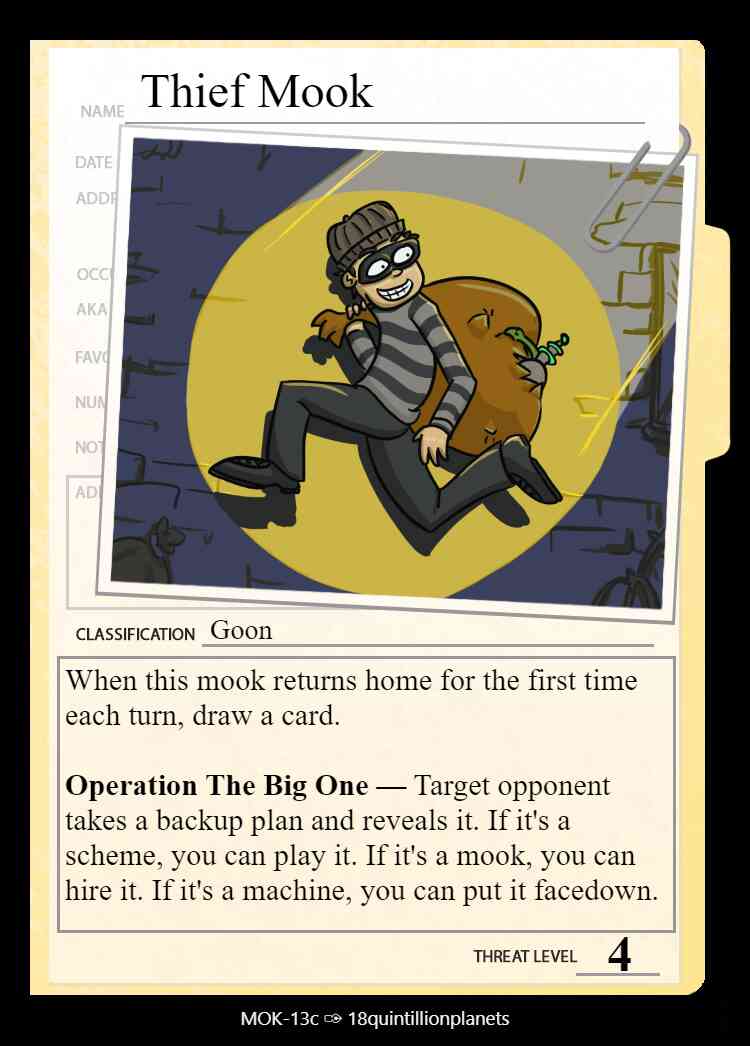 NAME Thief Mook
DATE
ADDR
OCCU
AKA
FAVO
NUM
NOT
ADD
CLASSIFICATION Goon
When this mook returns home for the first time
each turn, draw a card.
Operation The Big One — Target opponent
takes a backup plan and reveals it. If it's a
scheme, you can play it. If it's a mook, you can
hire it. If it's a machine, you can put it facedown.
THREAT LEVEL 4
MOK-13c ✑ 18quintillionplanets